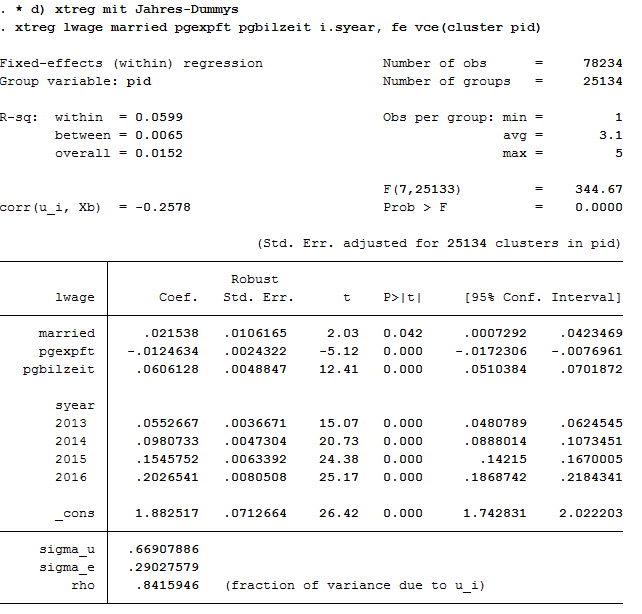 . * d) xtreg mit Jahres-Dummys
. xtreg lwage married pgexpft pgbilzeit i.syear, fe vce(cluster pid)
Fixed-effects (within) regression Number of obs = 78234
Group variable: pid Number of groups = 25134
R-sq: within = 0.0599 Obs per group: min = 1
between = 0.0065 avg = 3.1
overall = 0.0152 max = 5
F(7,25133) = 344.67
corr(u_i, Xb) = -0.2578 Prob > F = 0.0000
(Std. Err. adjusted for 25134 clusters in pid)
Robust
lwage Coef. Std. Err. t P>|t| [95% Conf. Interval]
married .021538 .0106165 2.03 0.042 .0007292 .0423469
pgexpft -.0124634 .0024322 -5.12 0.000 -.0172306 -.0076961
pgbilzeit .0606128 .0048847 12.41 0.000 .0510384 .0701872
syear
2013 .0552667 .0036671 15.07 0.000 .0480789 .0624545
2014 .0980733 .0047304 20.73 0.000 .0888014 .1073451
2015 .1545752 .0063392 24.38 0.000 .14215 .1670005
2016 .2026541 .0080508 25.17 0.000 .1868742 .2184341
_cons 1.882517 .0712664 26.42 0.000 1.742831 2.022203
sigma_u .66907886
sigma_e .29027579
rho .8415946 (fraction of variance due to u_i)